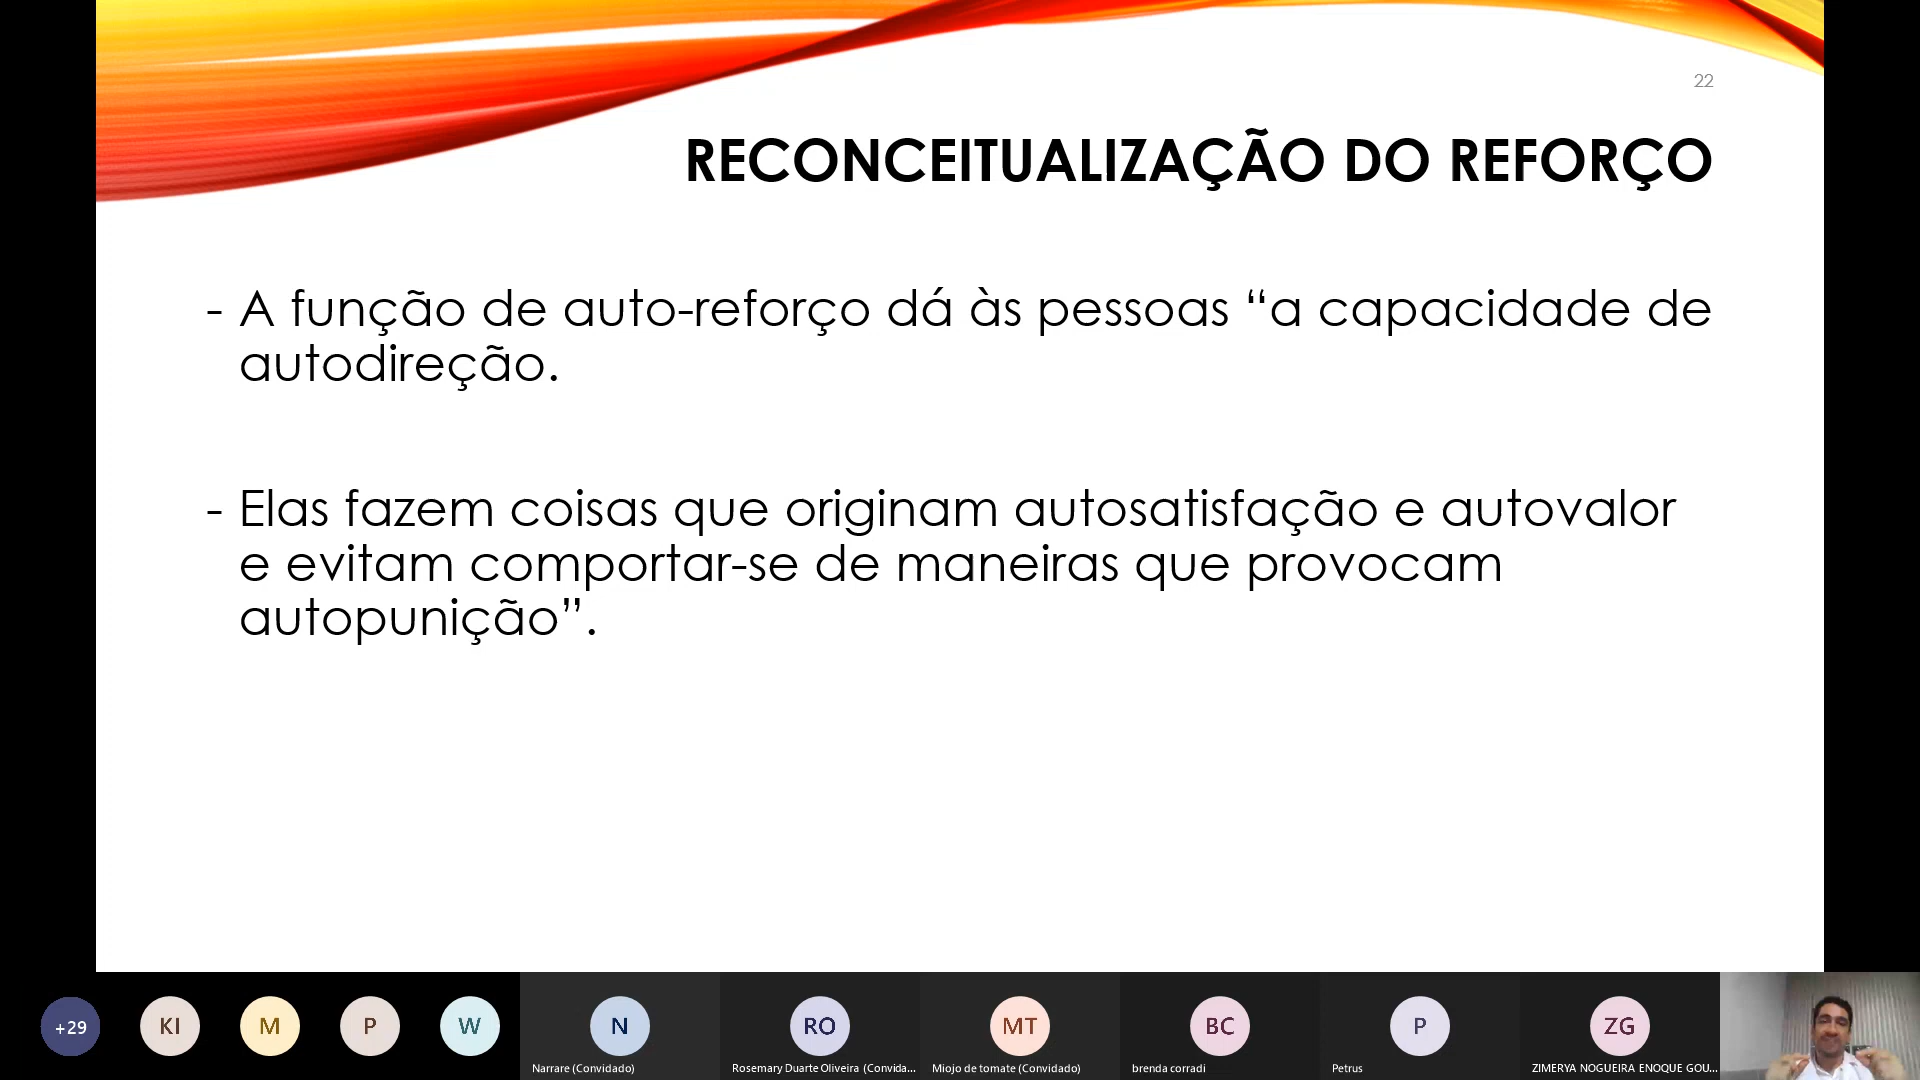 22
RECONCEITUALIZAÇÃO DO REFORÇO
- A função de auto-reforço dá às pessoas “a capacidade de
autodireção.
- Elas fazem coisas que originam autosatisfação e autovalor
e evitam comportar-se de maneiras que provocam
autopunição”.
+29
KI
M
P
W
N
RO
MT
BC
P
ZG
Narrare (Convidado)
Rosemary Duarte Oliveira (Convida...
Miojo de tomate (Convidado)
brenda corradi
Petrus
ZIMERYA NOGUEIRA ENOQUE GOU...